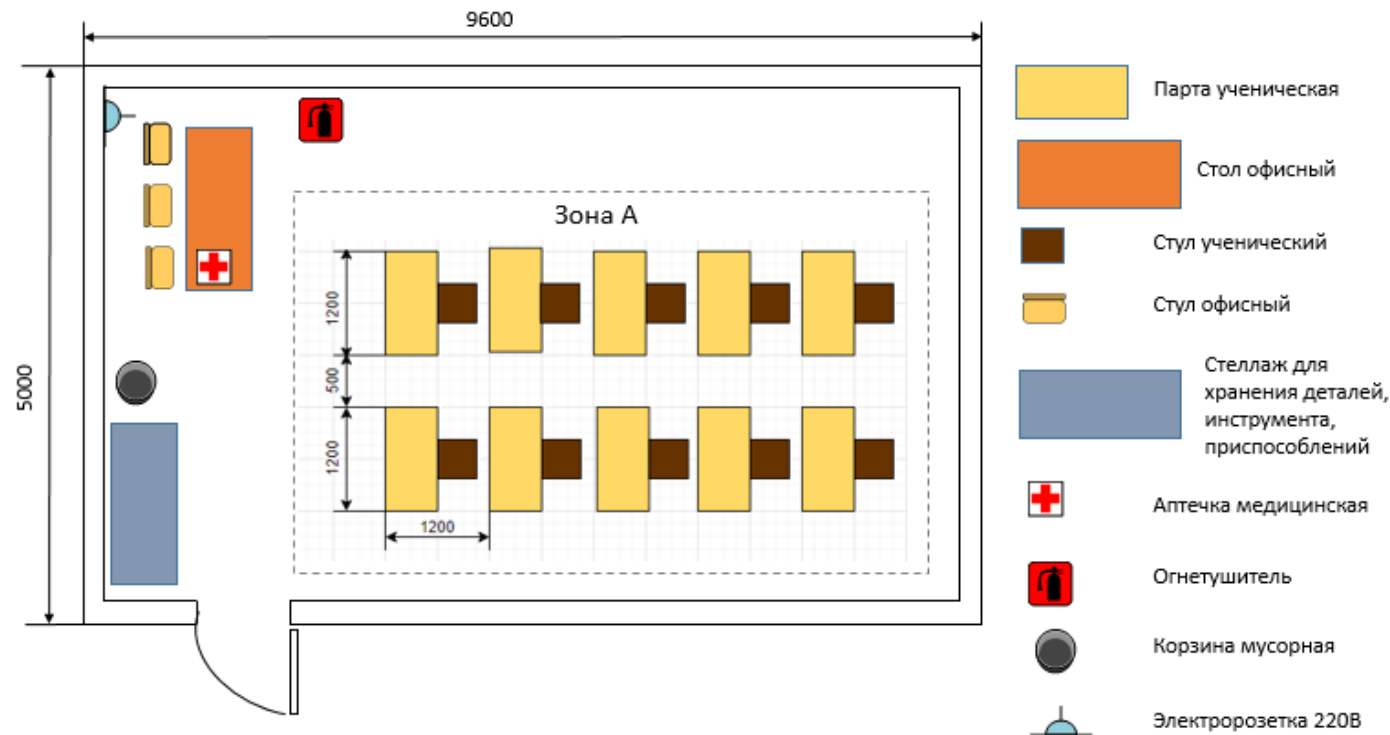 9600
5000
Зона А
1200
500
1200
1200
Парта ученическая
Стол офисный
Стул ученический
Стул офисный
Стеллаж для
хранения деталей,
инструмента,
приспособлений
Аптечка медицинская
Огнетушитель
Корзина мусорная
Электророзетка 220В